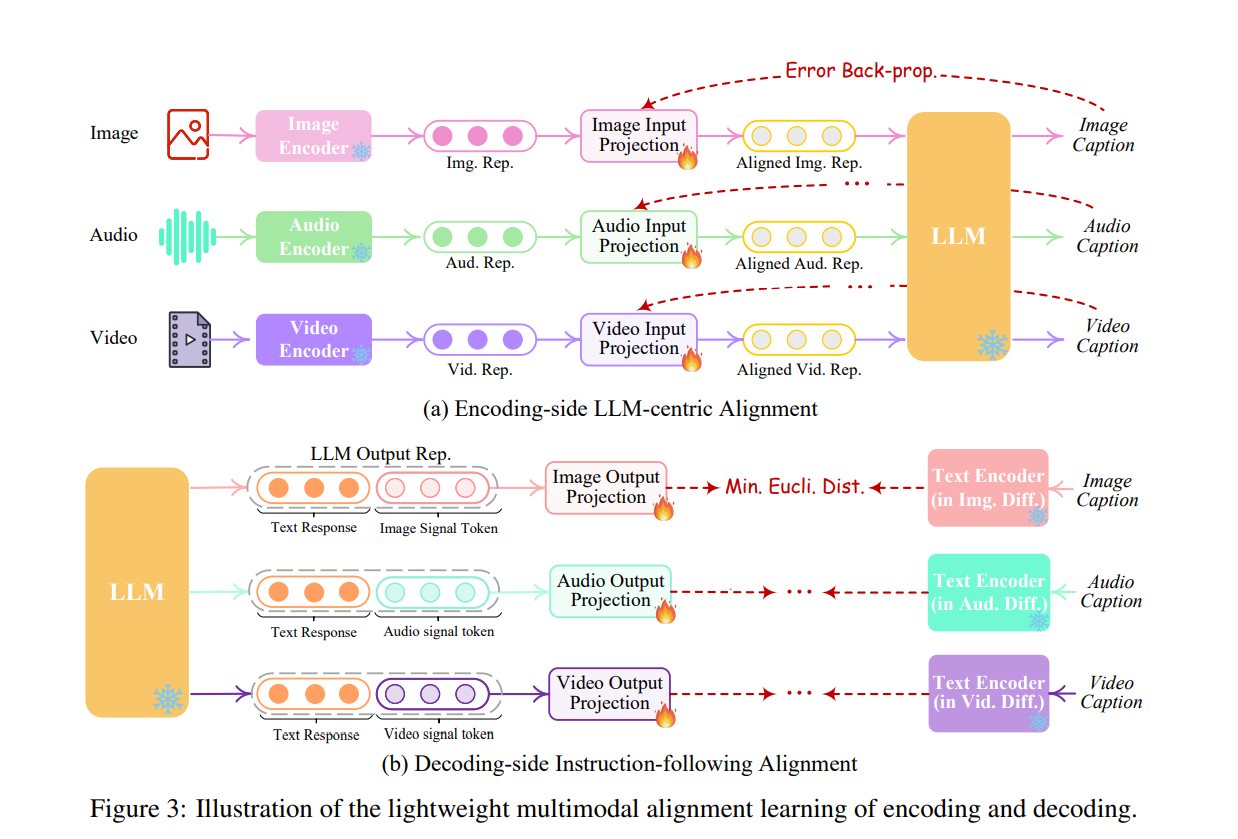 Error Back-prop.
Image
Image
Encoder
Img. Rep.
Image Input
Projection
Aligned Img. Rep.
Image
Caption
Audio
Audio
Encoder
Aud. Rep.
Audio Input
Projection
...
Aligned Aud. Rep.
LLM
Audio
Caption
Video
Video
Encoder
Vid. Rep.
Video Input
Projection
...
Aligned Vid. Rep.
Video
Caption
(a) Encoding-side LLM-centric Alignment
LLM
LLM Output Rep.
Text Response
Image Signal Token
Image Output
Projection
Min. Eucli. Dist.
Text Encoder
(in Img. Diff.)
Image
Caption
Text Response
Audio signal token
Audio Output
Projection
...
Text Encoder
(in Aud. Diff.)
Audio
Caption
Text Response
Video signal token
Video Output
Projection
...
Text Encoder
(in Vid. Diff.)
Video
Caption
(b) Decoding-side Instruction-following Alignment
Figure 3: Illustration of the lightweight multimodal alignment learning of encoding and decoding.